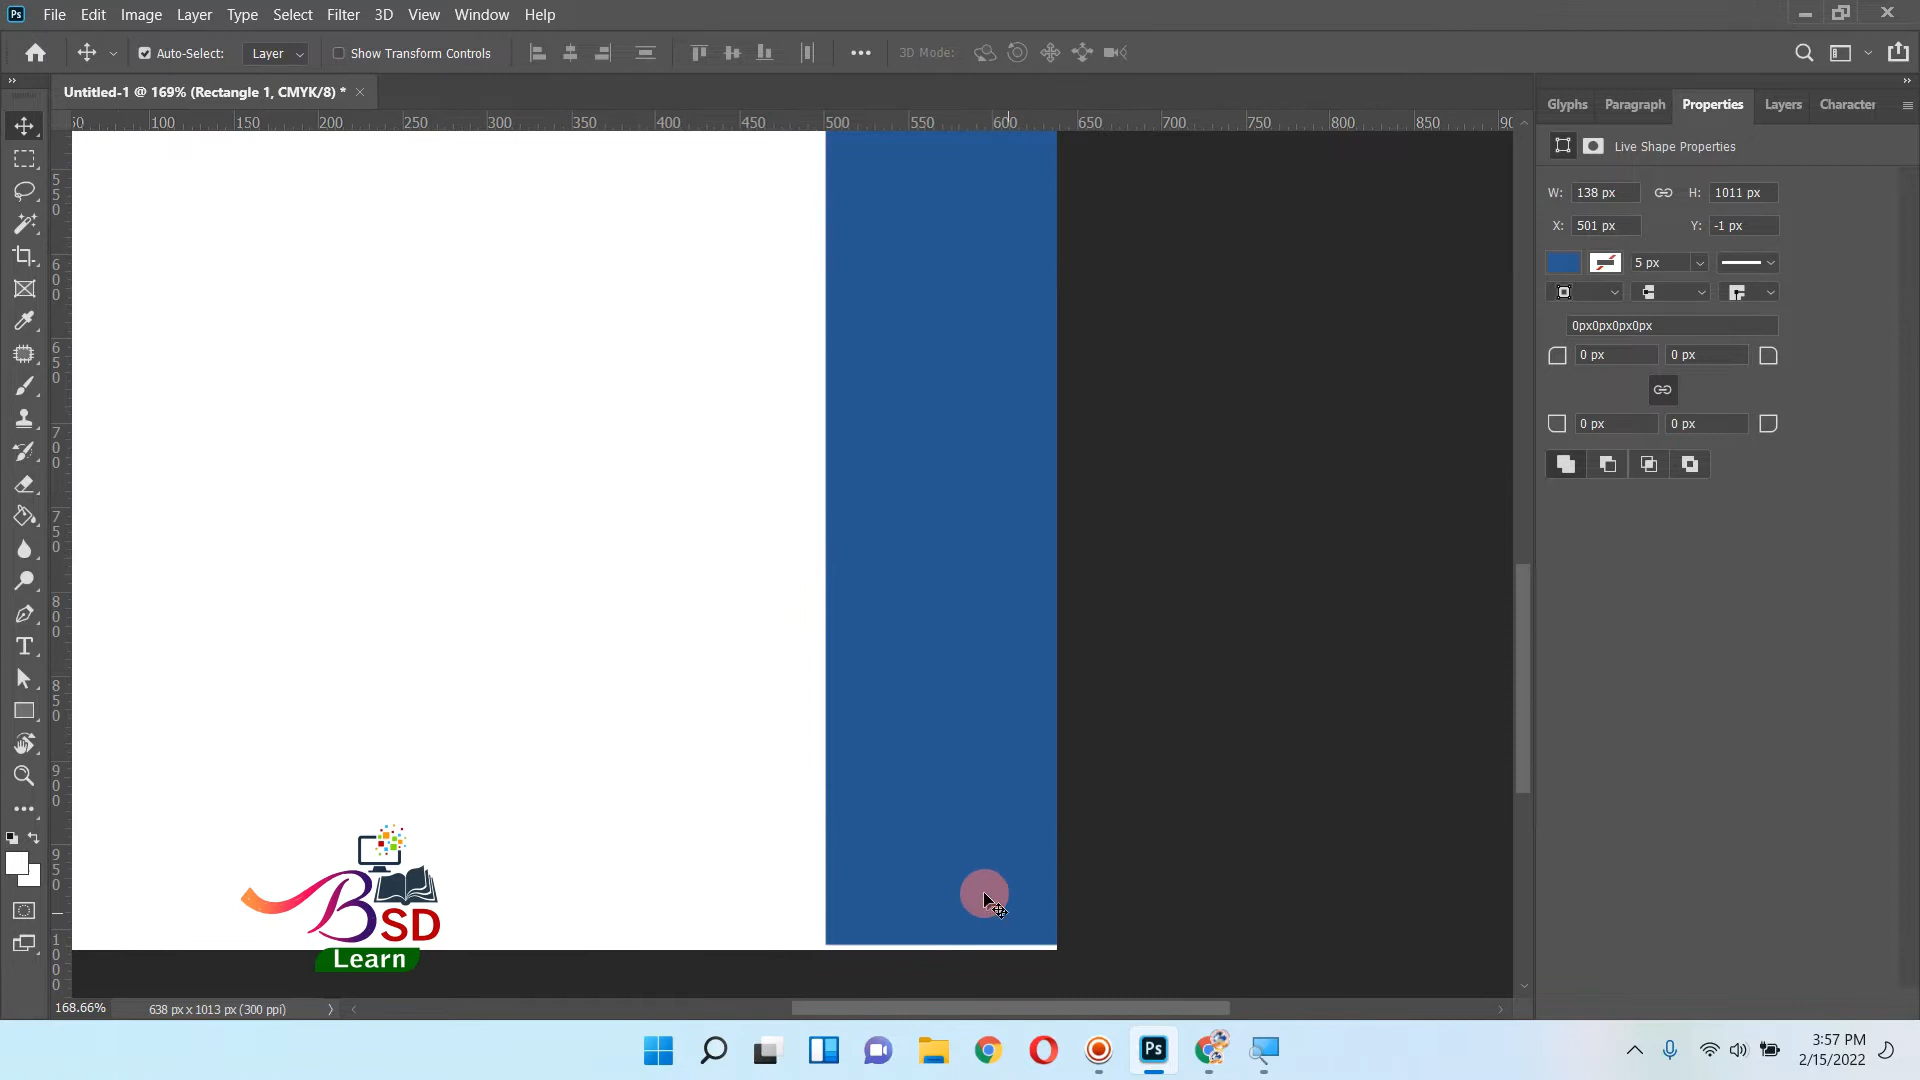 File Edit Image Layer Type Select Filter 3D View Window Help
Auto-Select: Layer Show Transform Controls 3D Mode:
Untitled-1 @ 169% (Rectangle 1, CMYK/8) *
Glyphs Paragraph Properties Layers Character
50 100 150 200 250 300 350 400 450 500 550 600 650 700 750 800 850 90
Live Shape Properties
W: 138 px H: 1011 px
X: 501 px Y: -1 px
5 px
0px0px0px0px
0 px 0 px
0 px 0 px
550
600
650
700
750
800
850
900
950
1000
BSD
Learn
168.66% 638 px x 1013 px (300 ppi)
3:57 PM
2/15/2022